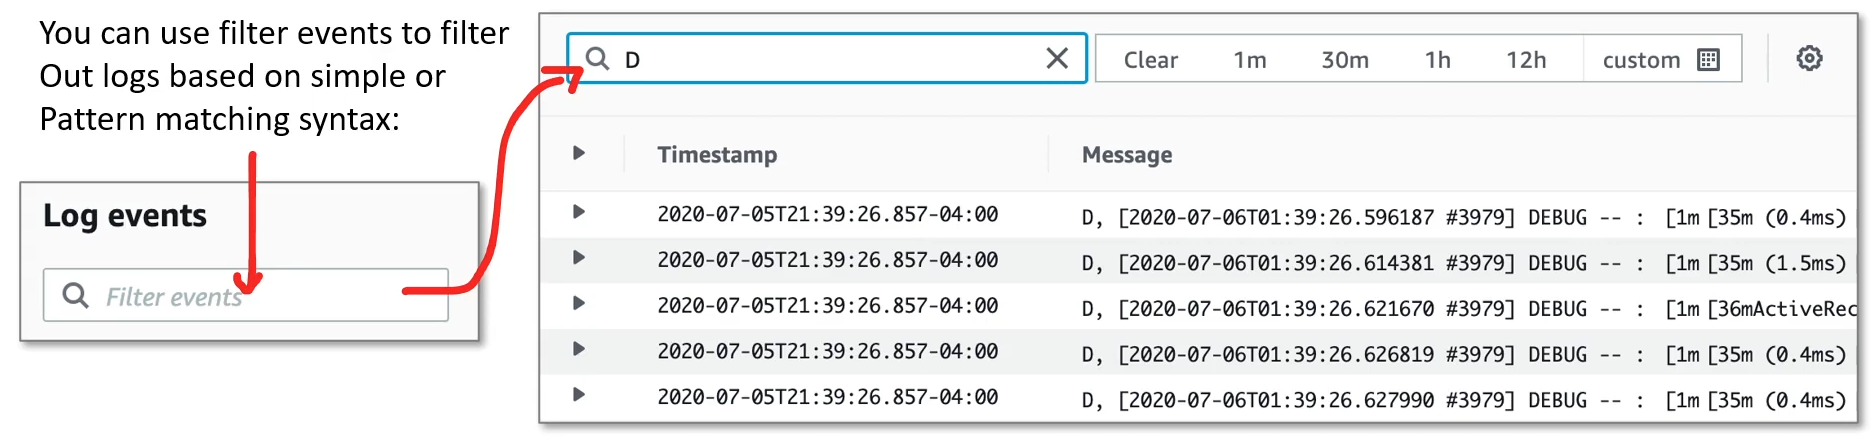 You can use filter events to filter
Out logs based on simple or
Pattern matching syntax:
Log events
Filter events
D
Clear 1m 30m 1h 12h custom
Timestamp Message
2020-07-05T21:39:26.857-04:00 D, [2020-07-06T01:39:26.596187 #3979] DEBUG -- : [1m [35m (0.4ms)
2020-07-05T21:39:26.857-04:00 D, [2020-07-06T01:39:26.614381 #3979] DEBUG -- : [1m [35m (1.5ms)
2020-07-05T21:39:26.857-04:00 D, [2020-07-06T01:39:26.621670 #3979] DEBUG -- : [1m [36mActiveRec
2020-07-05T21:39:26.857-04:00 D, [2020-07-06T01:39:26.626819 #3979] DEBUG -- : [1m [35m (0.4ms)
2020-07-05T21:39:26.857-04:00 D, [2020-07-06T01:39:26.627990 #3979] DEBUG -- : [1m [35m (0.4ms)